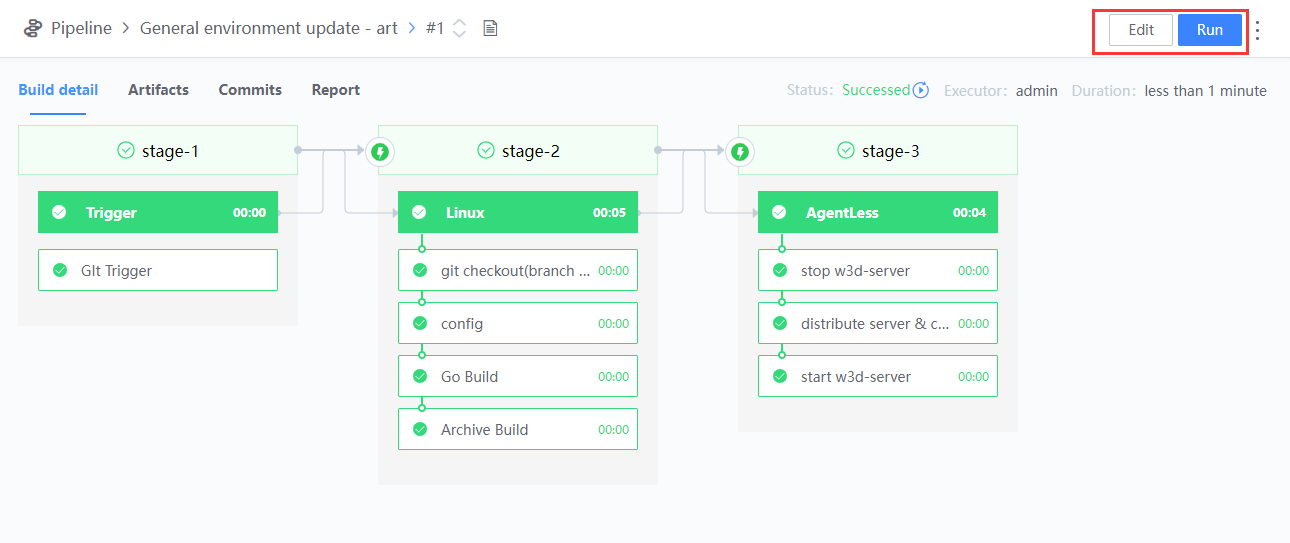 Pipeline > General environment update - art > #1
Edit
Run
Build detail
Artifacts
Commits
Report
Status: Successed
Executor: admin
Duration: less than 1 minute
stage-1
Trigger 00:00
GIt Trigger
stage-2
Linux 00:05
git checkout(branch ... 00:00
config 00:00
Go Build 00:00
Archive Build 00:00
stage-3
AgentLess 00:04
stop w3d-server 00:00
distribute server & c... 00:00
start w3d-server 00:00